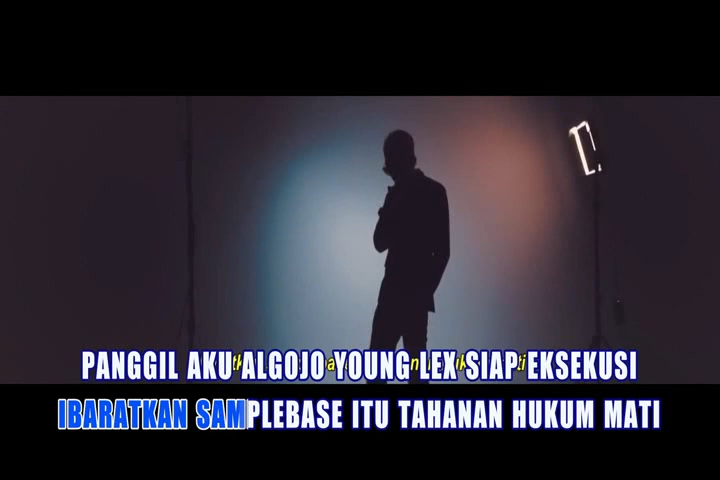 PANGGIL AKU ALGOJO YOUNG LEX SIAP EKSEKUSI
IBARATKAN SAMPLEBASE ITU TAHANAN HUKUM MATI